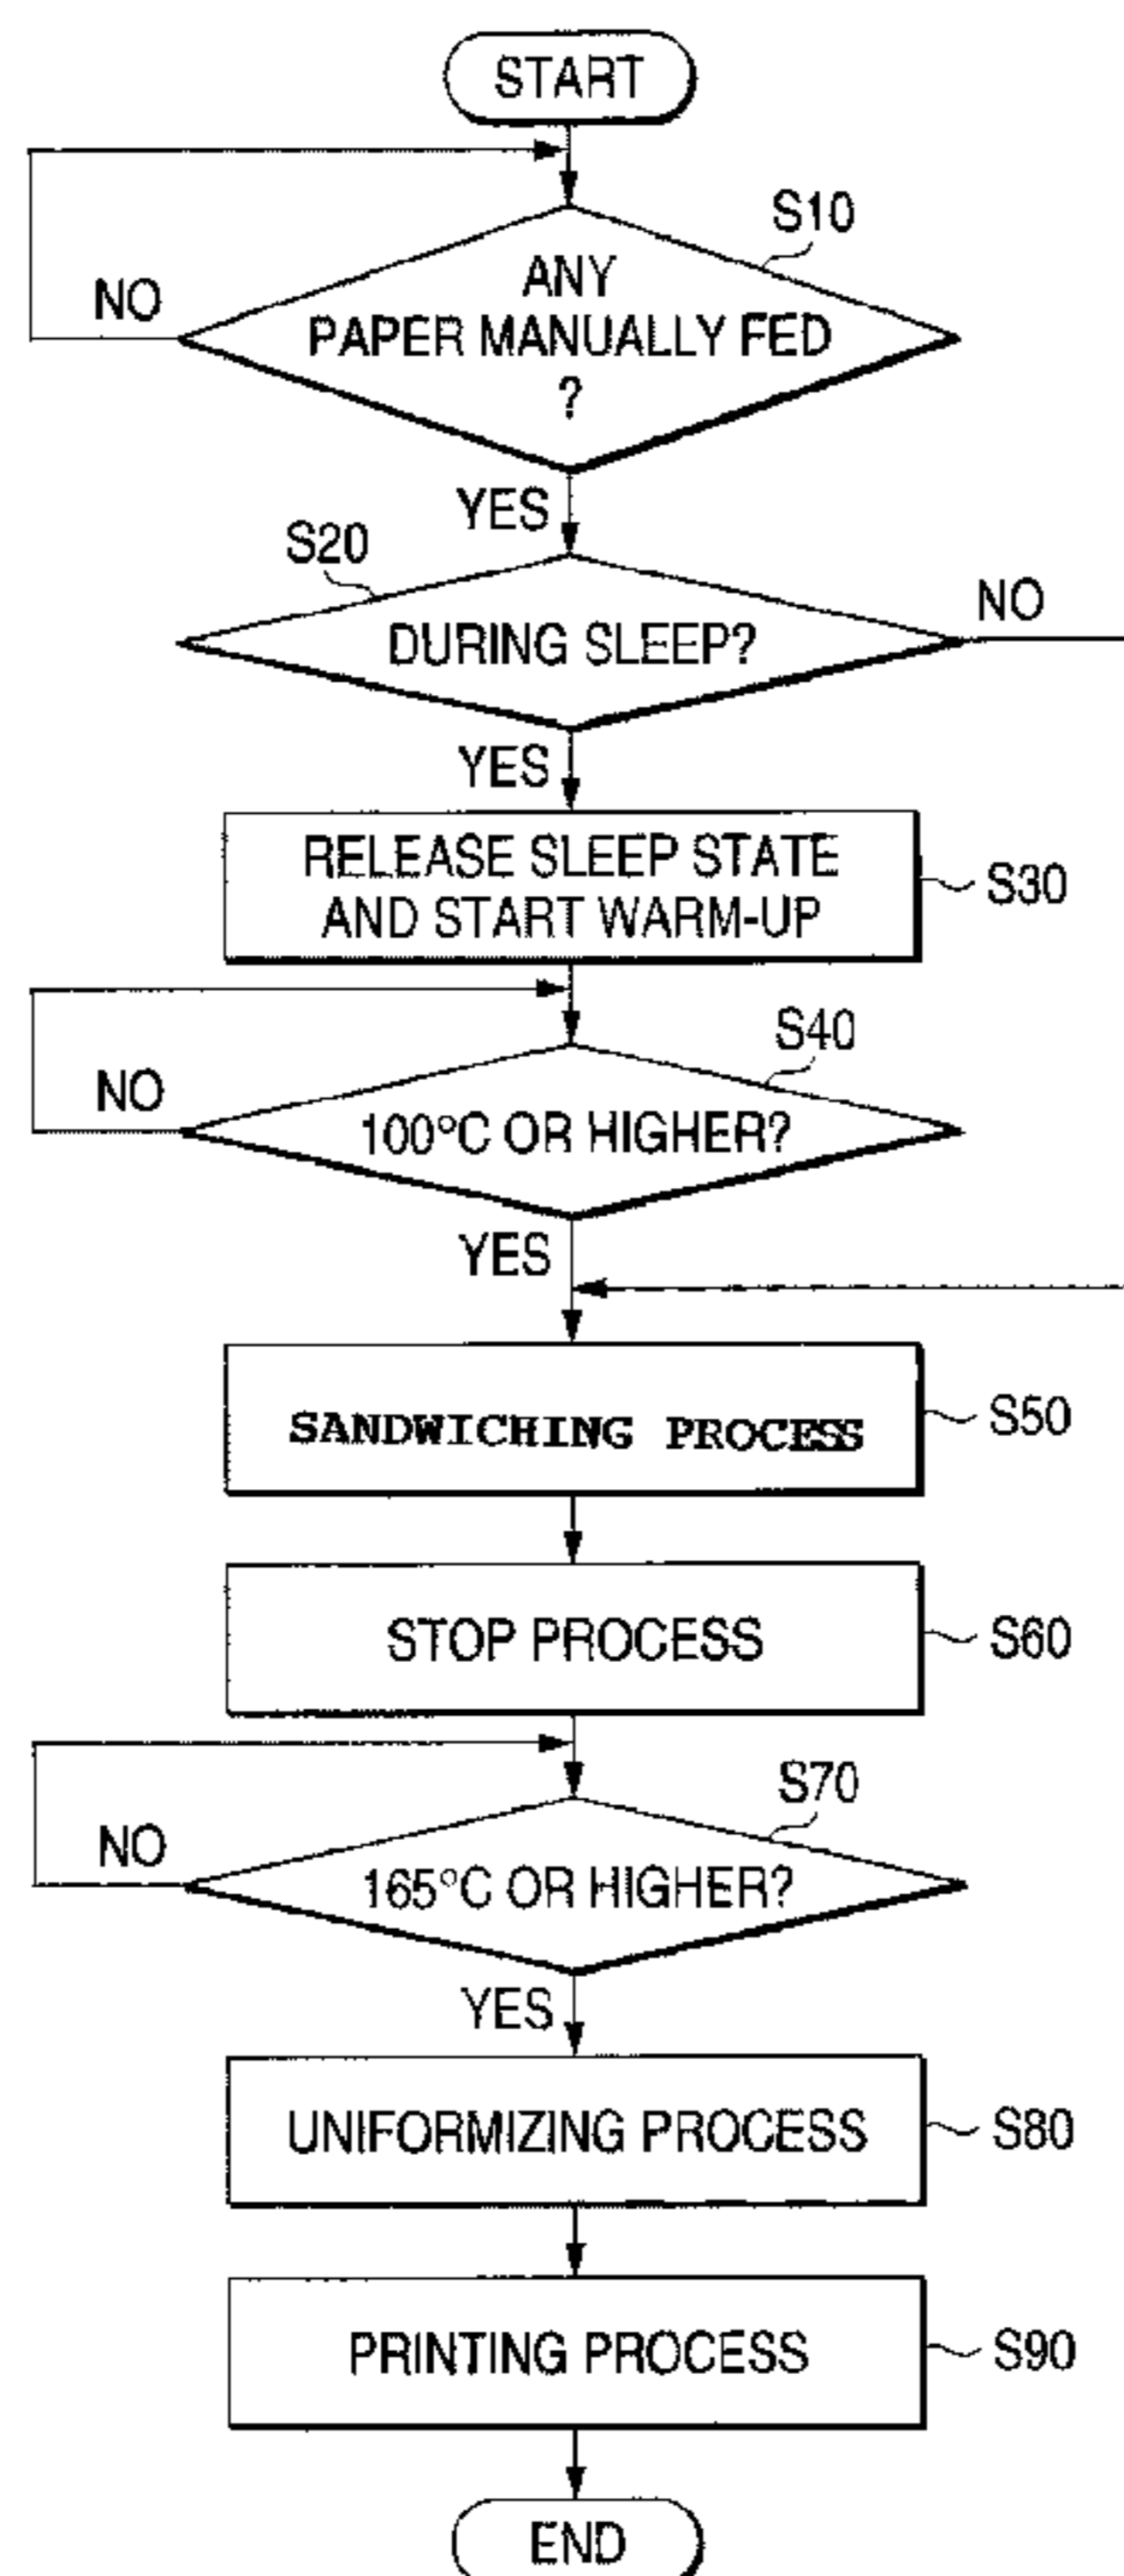 START
S10
NO
ANY
PAPER MANUALLY FED
?
YES
S20
NO
DURING SLEEP?
YES
RELEASE SLEEP STATE
AND START WARM-UP
S30
S40
NO
100°C OR HIGHER?
YES
SANDWICHING PROCESS
S50
STOP PROCESS
S60
S70
NO
165°C OR HIGHER?
YES
UNIFORMIZING PROCESS
S80
PRINTING PROCESS
S90
END